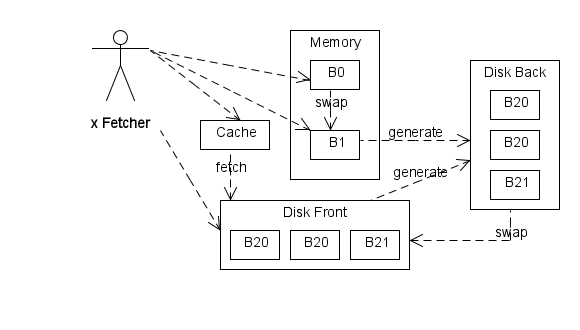 Memory
B0
swap
B1
x Fetcher
Cache
fetch
generate
generate
Disk Back
B20
B20
B21
swap
Disk Front
B20 B20 B21